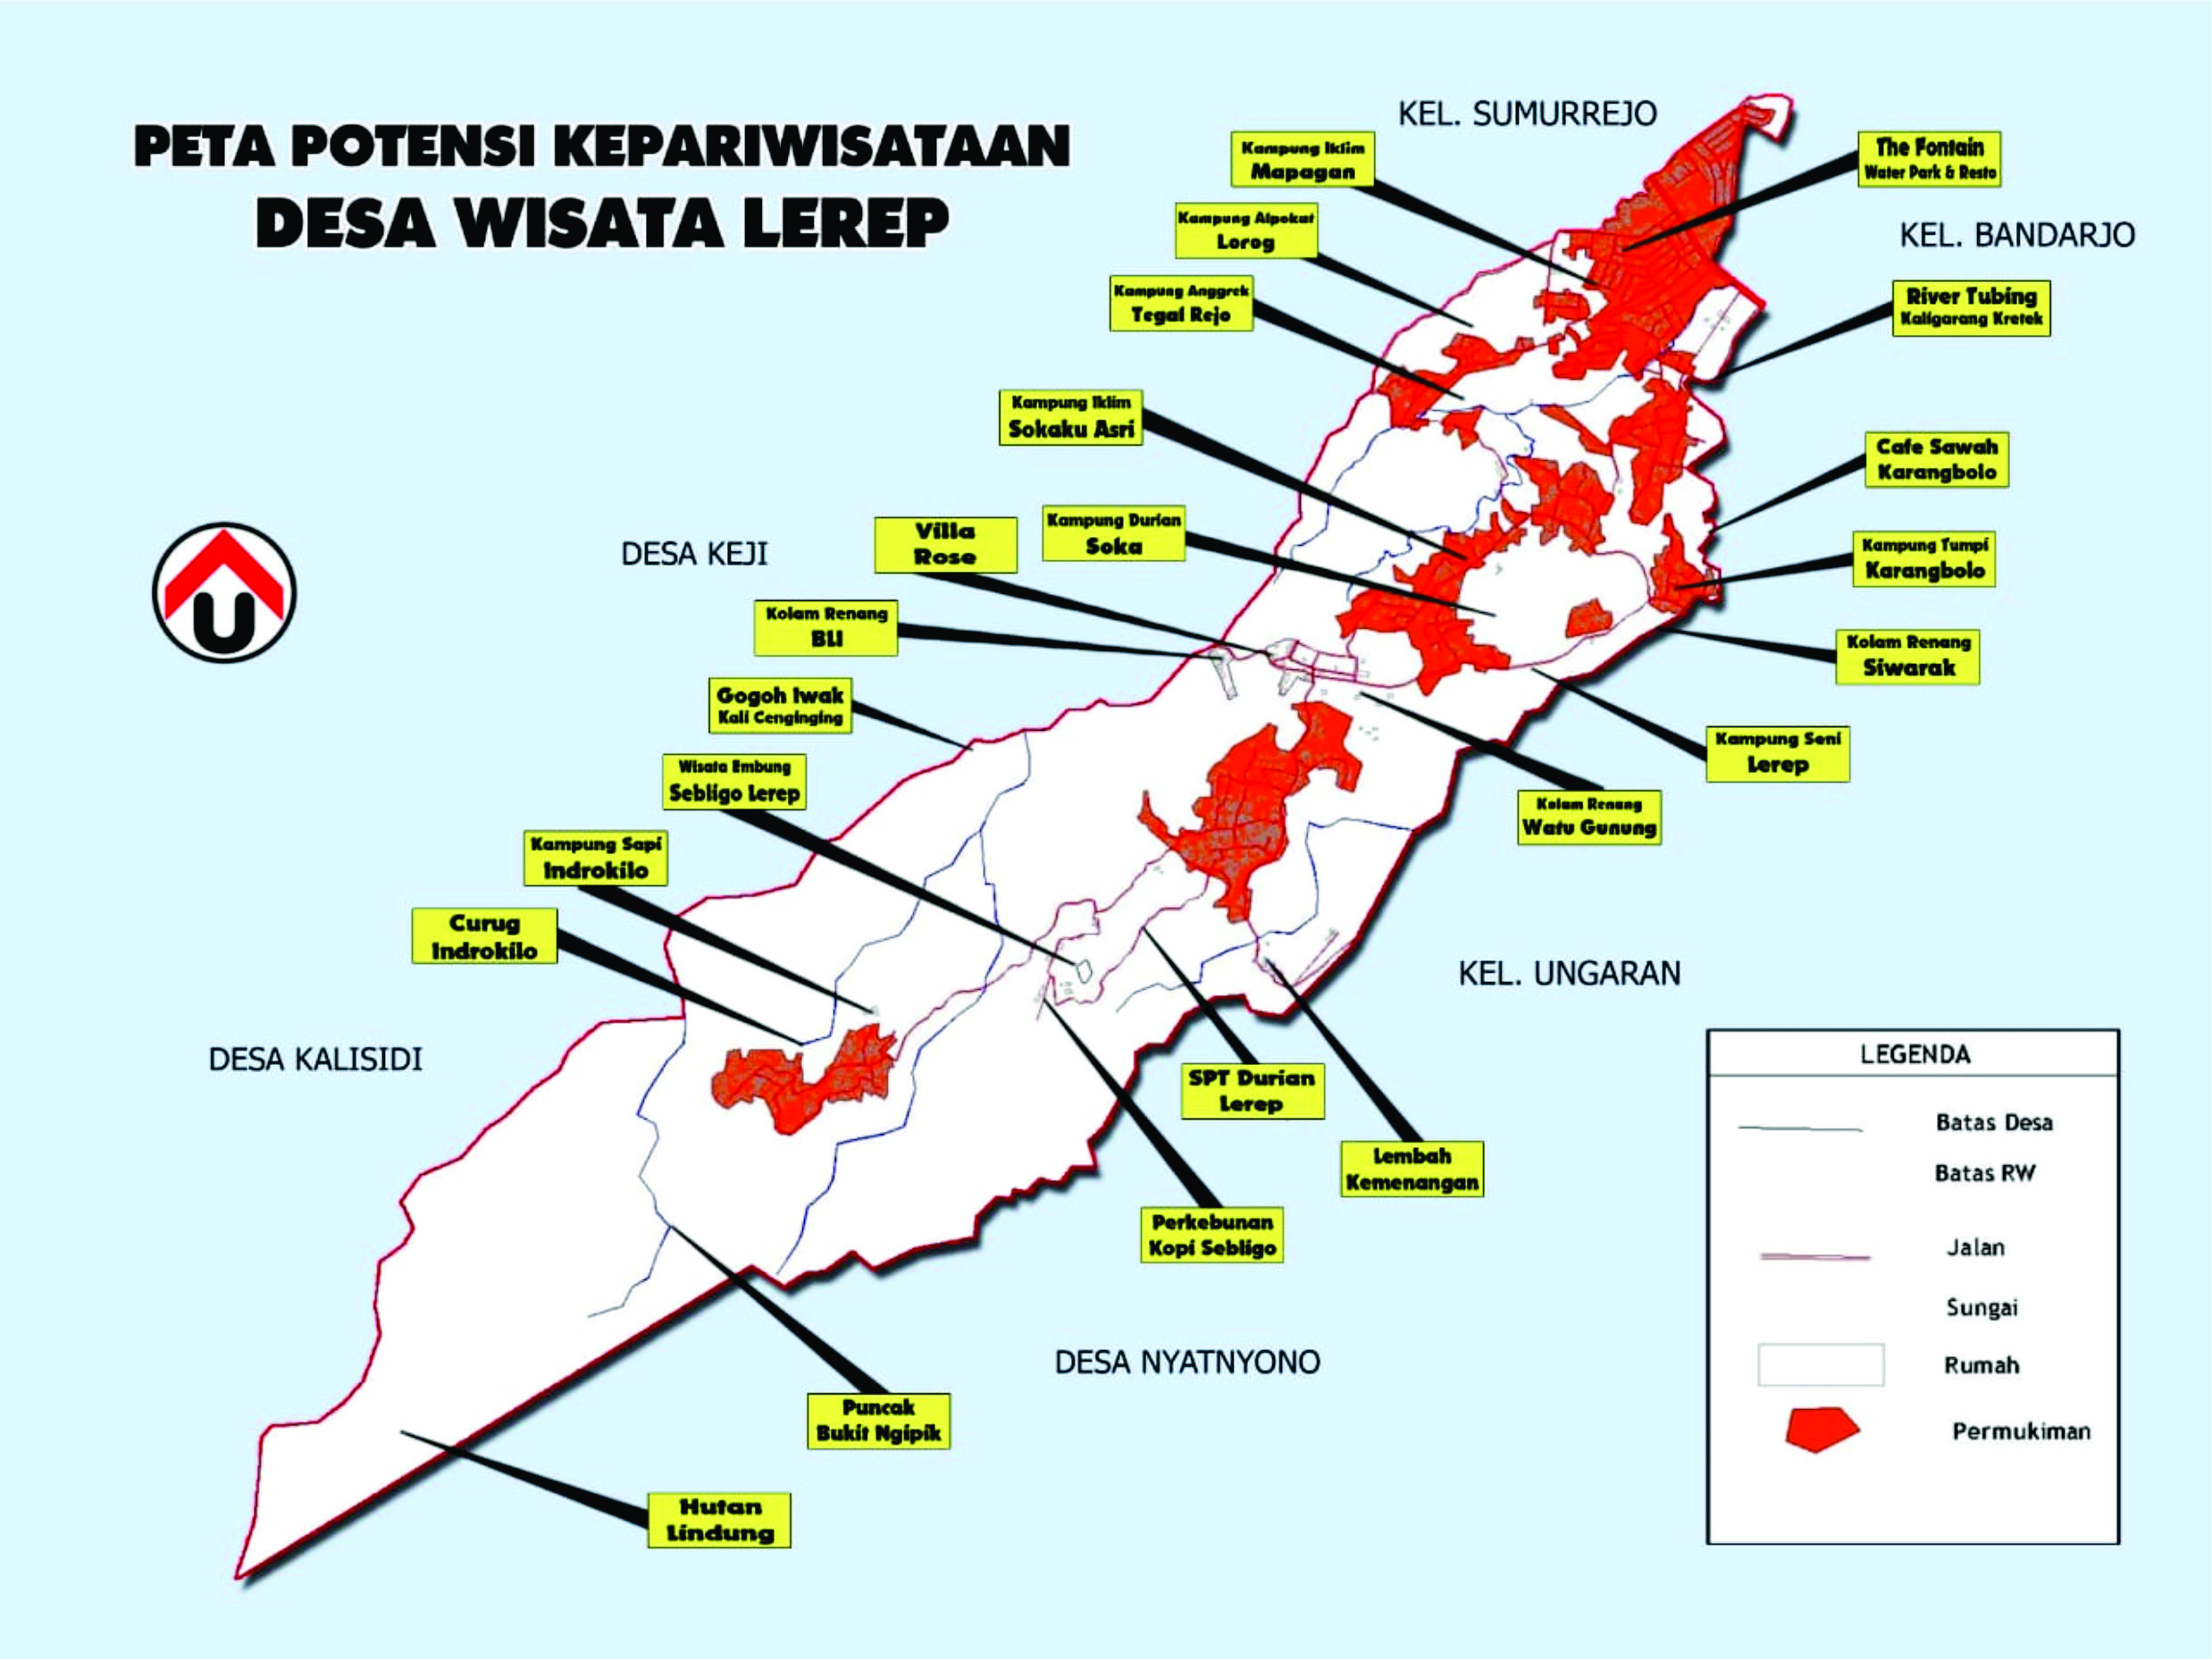 PETA POTENSI KEPARIWISATAAN
DESA WISATA LEREP
KEL. SUMURREJO
Kampung Iklim
Mapagan
The Fontain
Water Park & Resto
Kampung Alpokat
Lorog
KEL. BANDARJO
Kampung Anggrek
Tegal Rejo
River Tubing
Kaligarang Kretek
Kampung Iklim
Sokaku Asri
Cafe Sawah
Karangbolo
DESA KEJI
Villa
Rose
Kampung Durian
Soka
Kampung Tumpi
Karangbolo
U
Kolam Renang
BLI
Kolam Renang
Siwarak
Gogoh Iwak
Kali Cenginging
Kampung Seni
Lerep
Wisata Embung
Sebligo Lerep
Kolam Renang
Watu Gunung
Kampung Sapi
Indrokilo
Curug
Indrokilo
KEL. UNGARAN
DESA KALISIDI
SPT Durian
Lerep
Lembah
Kemenangan
Perkebunan
Kopi Sebligo
DESA NYATNYONO
Puncak
Bukit Ngipik
Hutan
Lindung
LEGENDA
Batas Desa
Batas RW
Jalan
Sungai
Rumah
Permukiman